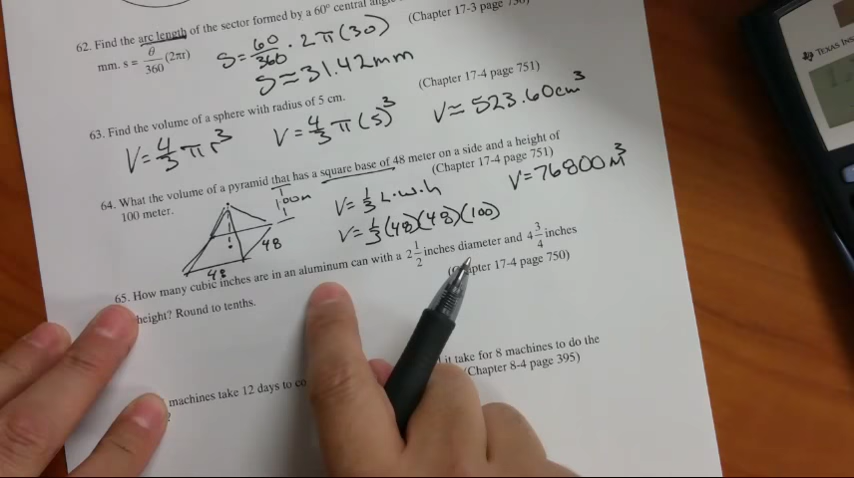 62. Find the arc length of the sector formed by a 60° central
(Chapter 17-3 page
mm. s = θ/360 (2πr)
S = 60/360 · 2π(30)
S ≈ 31.42mm
63. Find the volume of a sphere with radius of 5 cm.
(Chapter 17-4 page 751)
V = 4/3 π r³
V = 4/3 π (5)³
V ≈ 523.60cm³
64. What the volume of a pyramid that has a square base of 48 meter on a side and a height of
100 meter.
(Chapter 17-4 page 751)
100m
48
48
V = 1/3 L·w·h
V = 1/3 (48)(48)(100)
V = 76800 M³
65. How many cubic inches are in an aluminum can with a 2 1/2 inches diameter and 4 3/4 inches
height? Round to tenths.
page 17-4 page 750)
machines take 12 days to
it take for 8 machines to do the
(Chapter 8-4 page 395)
TEXAS